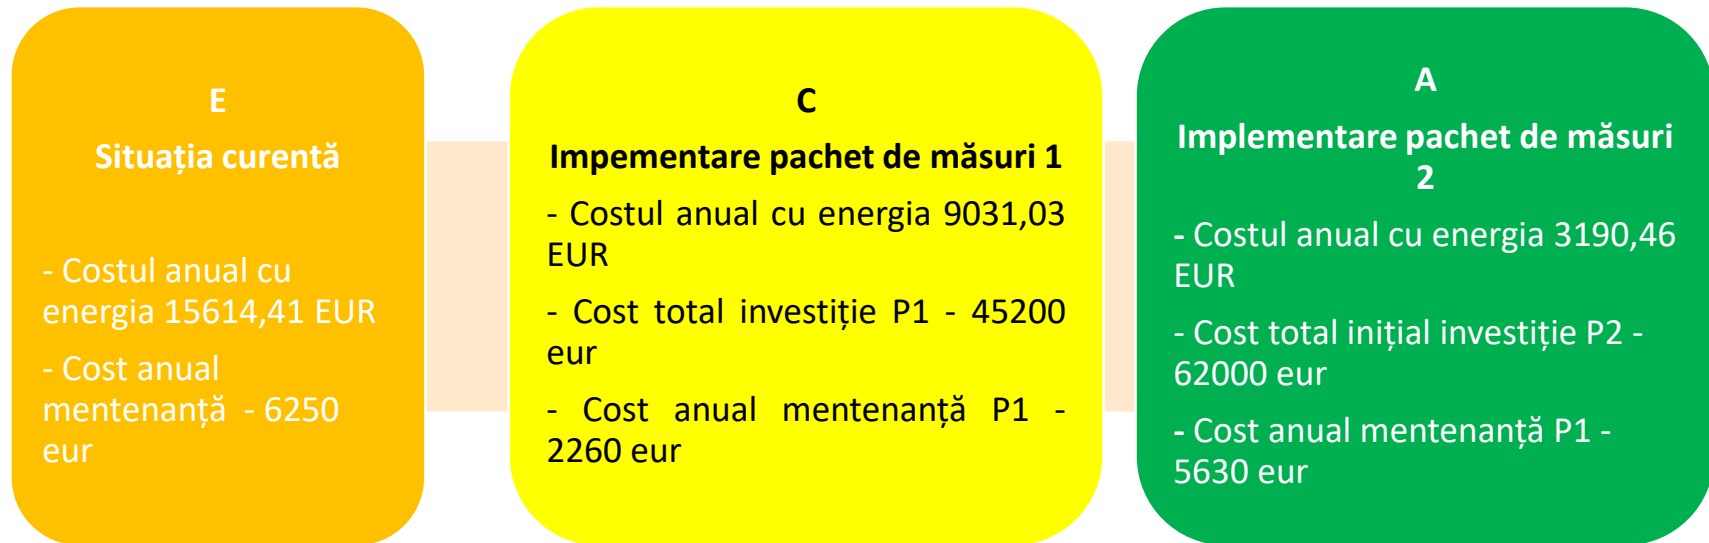 E
Situația curentă
- Costul anual cu
energia 15614,41 EUR
- Cost anual
mentenanță - 6250
eur
C
Impementare pachet de măsuri 1
- Costul anual cu energia 9031,03
EUR
- Cost total investiție P1 - 45200
eur
- Cost anual mentenanță P1 -
2260 eur
A
Implementare pachet de măsuri
2
- Costul anual cu energia 3190,46
EUR
- Cost total inițial investiție P2 -
62000 eur
- Cost anual mentenanță P1 -
5630 eur